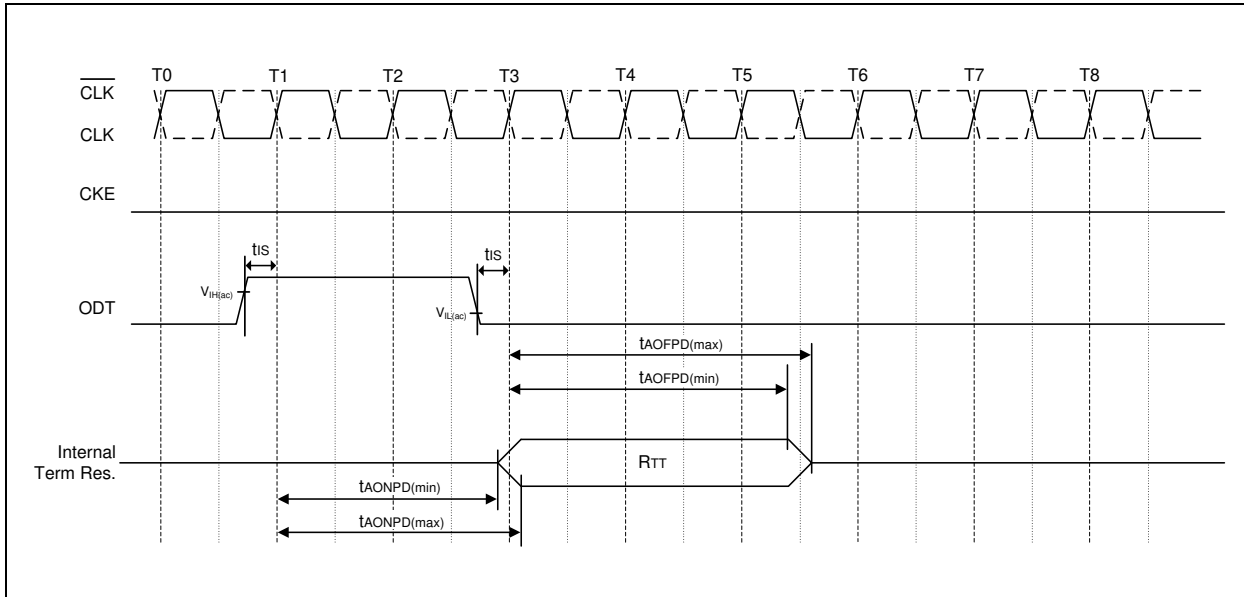 T0 T1 T2 T3 T4 T5 T6 T7 T8
CLK
CLK
CKE
tIS tIS
VIH(ac)
ODT
VIL(ac)
tAOFPD(max)
tAOFPD(min)
Internal
Term Res.
RTT
tAONPD(min)
tAONPD(max)